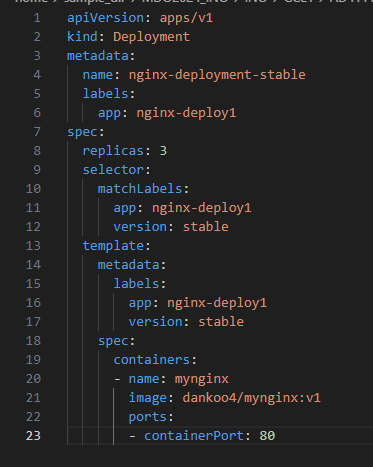 1 apiVersion: apps/v1
2 kind: Deployment
3 metadata:
4   name: nginx-deployment-stable
5   labels:
6     app: nginx-deploy1
7 spec:
8   replicas: 3
9   selector:
10     matchLabels:
11       app: nginx-deploy1
12       version: stable
13   template:
14     metadata:
15       labels:
16         app: nginx-deploy1
17         version: stable
18     spec:
19       containers:
20       - name: mynginx
21         image: dankoo4/mynginx:v1
22         ports:
23         - containerPort: 80